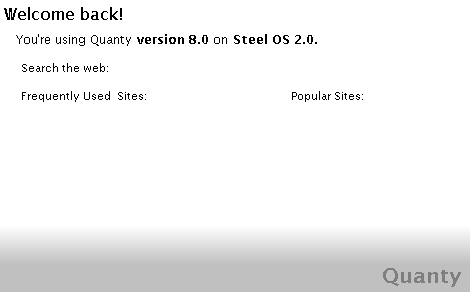 Welcome back!
You're using Quanty version 8.0 on Steel OS 2.0.
Search the web:
Frequently Used Sites:
Popular Sites:
Quanty